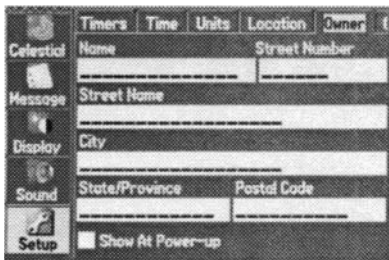 Timers Time Units Location Owner
Celestial
Name Street Number
Message
Street Name
Display
City
Sound
State/Province Postal Code
Setup
Show At Power-up